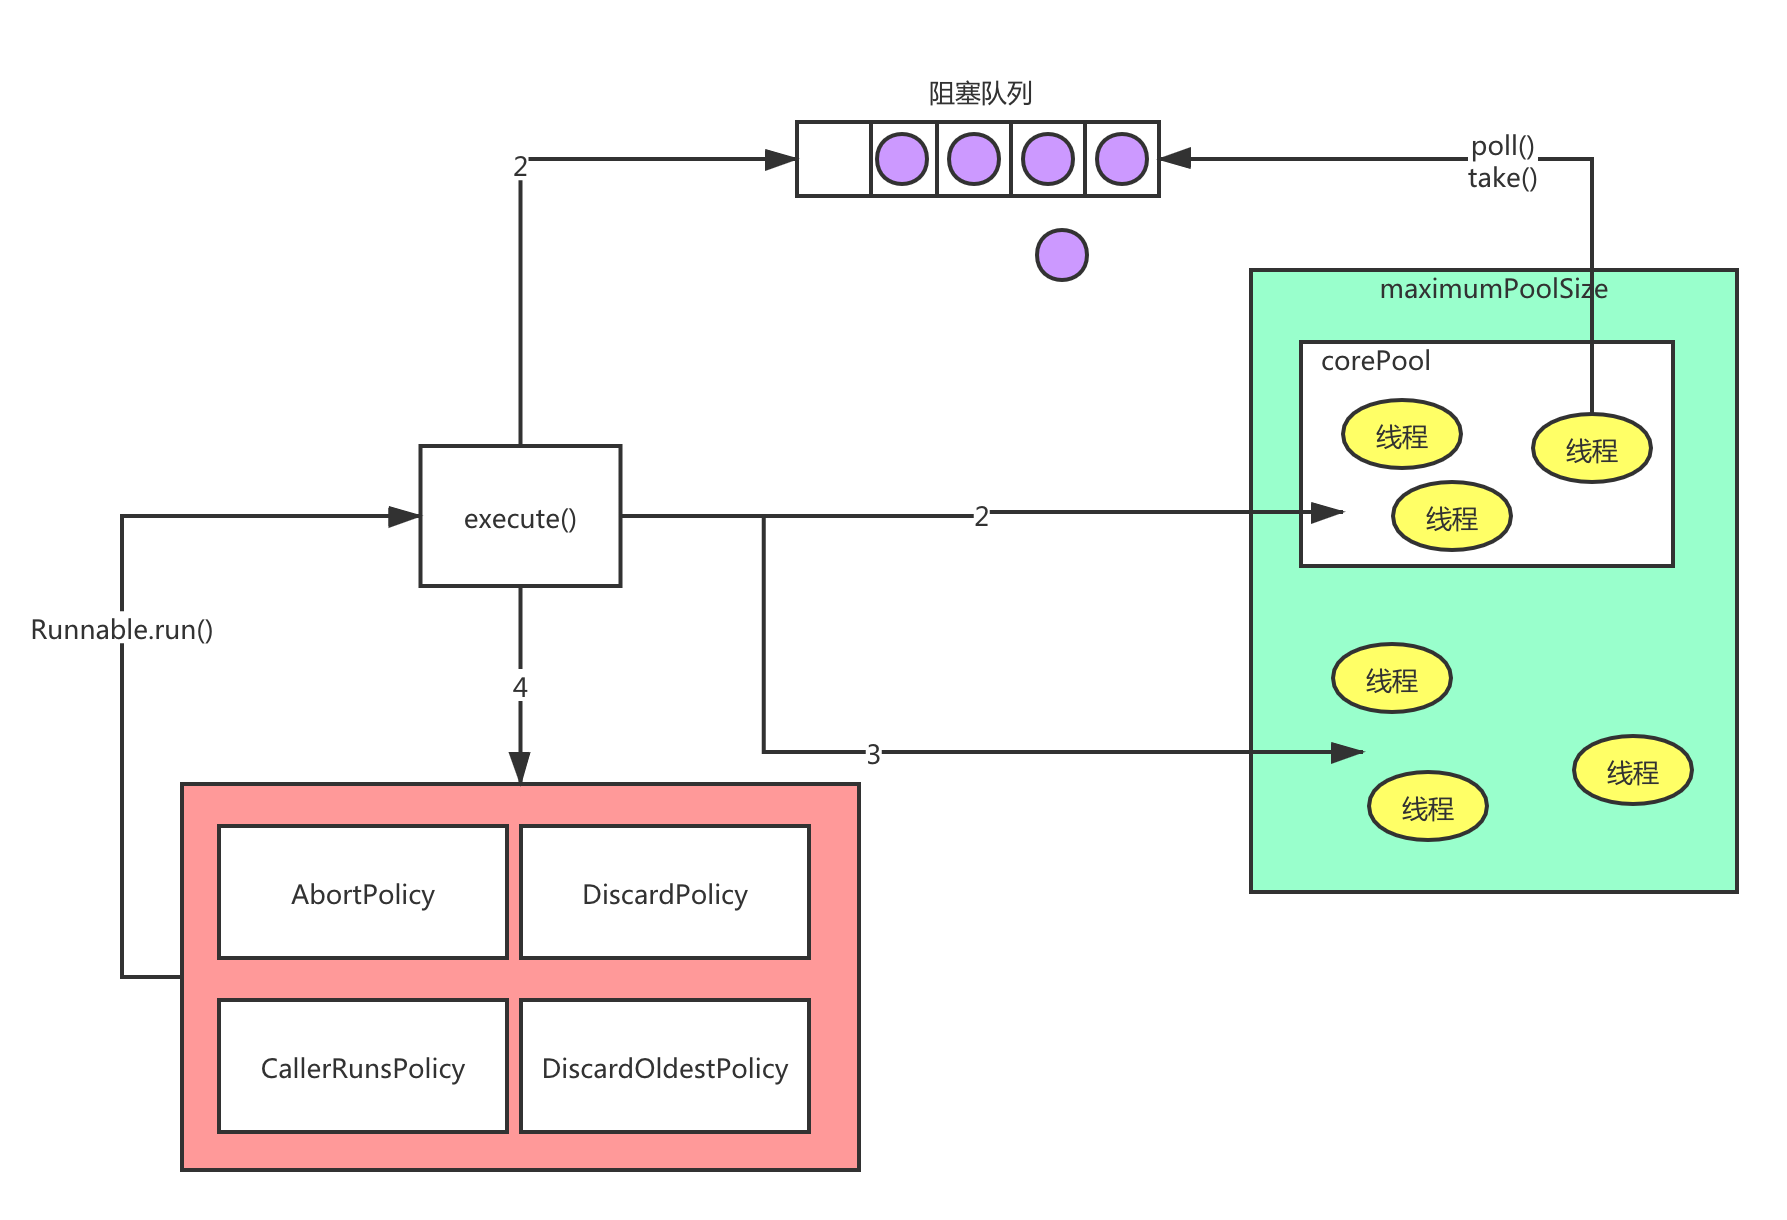 阻塞队列
2
poll()
take()
maximumPoolSize
corePool
线程
线程
线程
execute()
2
Runnable.run()
4
线程
3
线程
线程
AbortPolicy
DiscardPolicy
CallerRunsPolicy
DiscardOldestPolicy